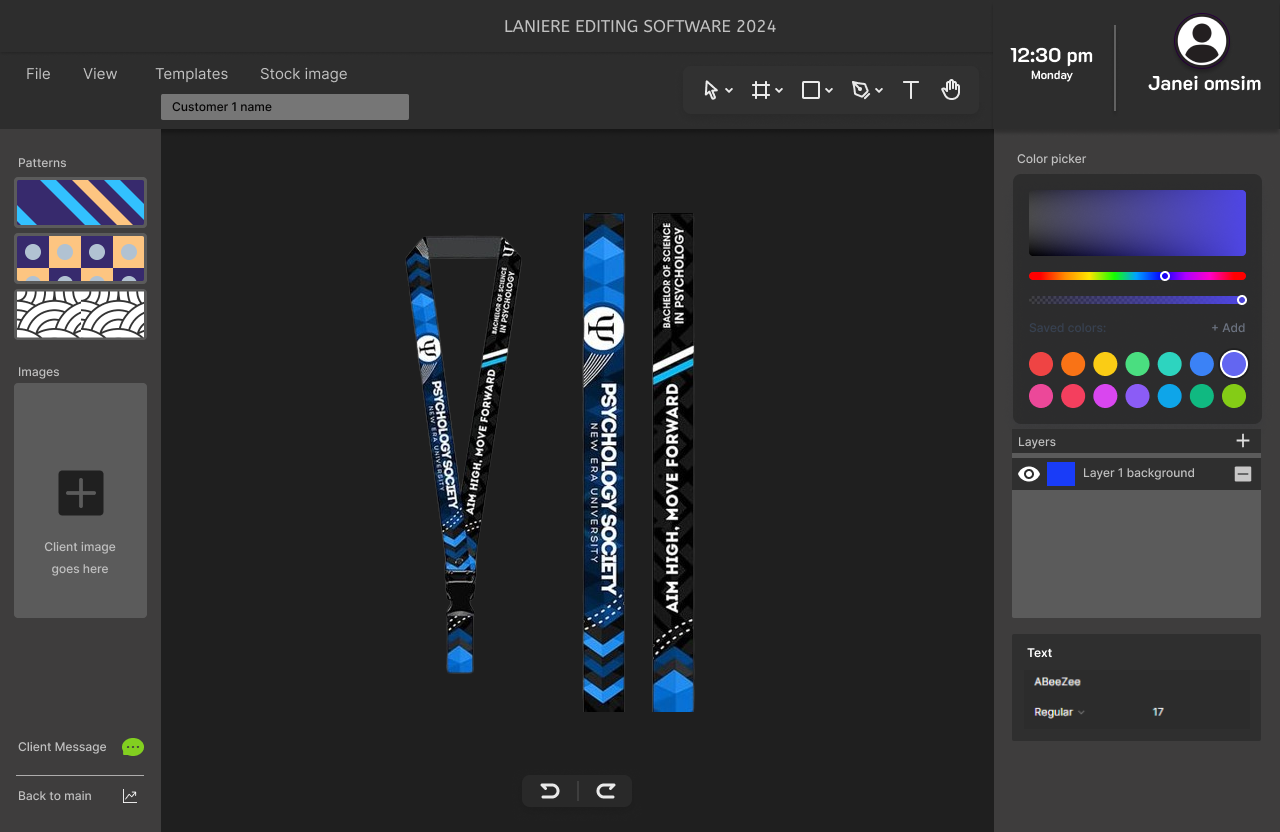 LANIERE EDITING SOFTWARE 2024
File
View
Templates
Stock image
Customer 1 name
12:30 pm
Monday
Janei omsim
Patterns
Images
Client image
goes here
Client Message
Back to main
BACHELOR OF SCIENCE
IN PSYCHOLOGY
AIM HIGH, MOVE FORWARD
PSYCHOLOGY SOCIETY
NEW ERA UNIVERSITY
Ψ
PSYCHOLOGY SOCIETY
NEW ERA UNIVERSITY
BACHELOR OF SCIENCE
IN PSYCHOLOGY
AIM HIGH, MOVE FORWARD
Color picker
Saved colors:
+ Add
Layers
Layer 1 background
Text
ABeeZee
Regular
17